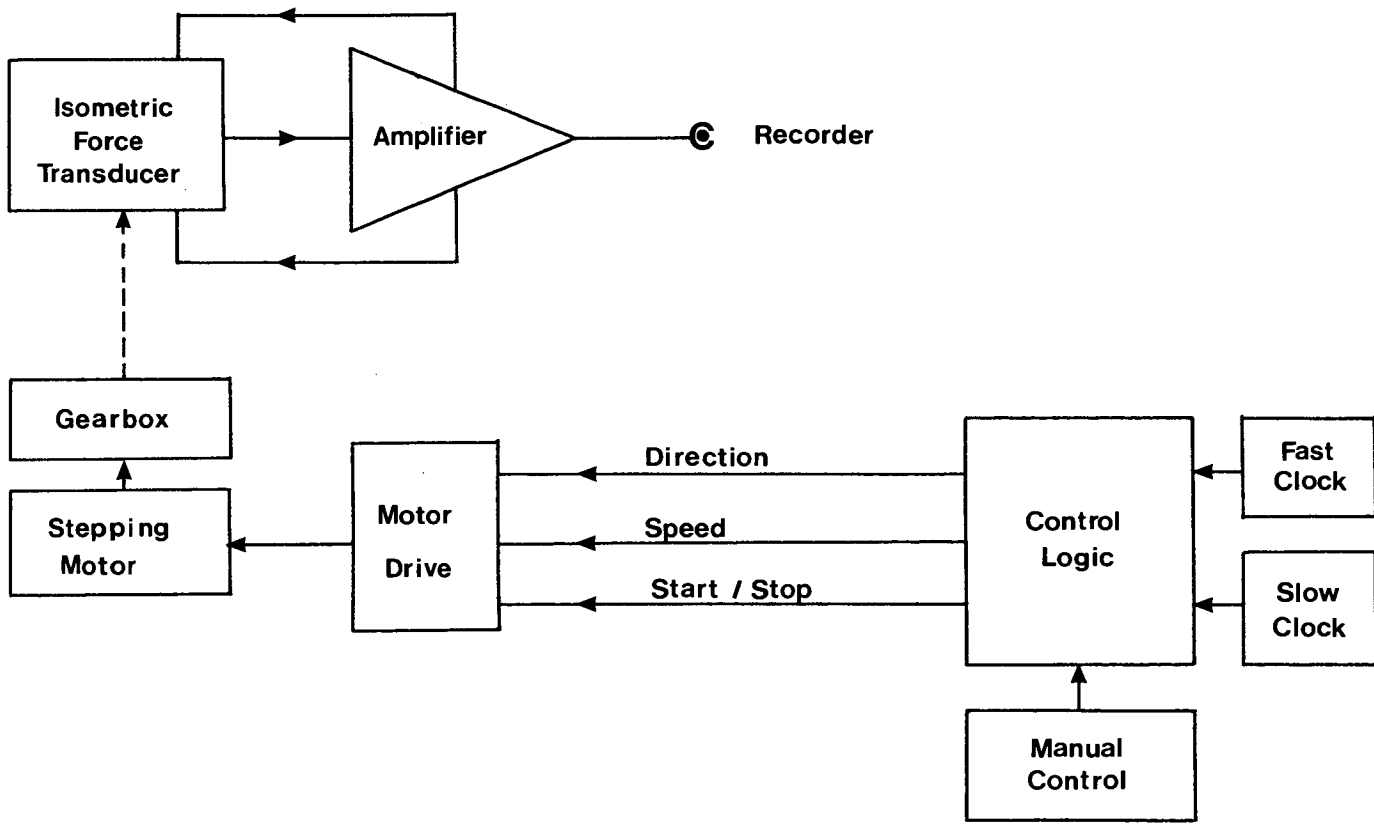 Isometric
Force
Transducer
Amplifier
Recorder
Gearbox
Stepping
Motor
Motor
Drive
Direction
Speed
Start / Stop
Control
Logic
Fast
Clock
Slow
Clock
Manual
Control